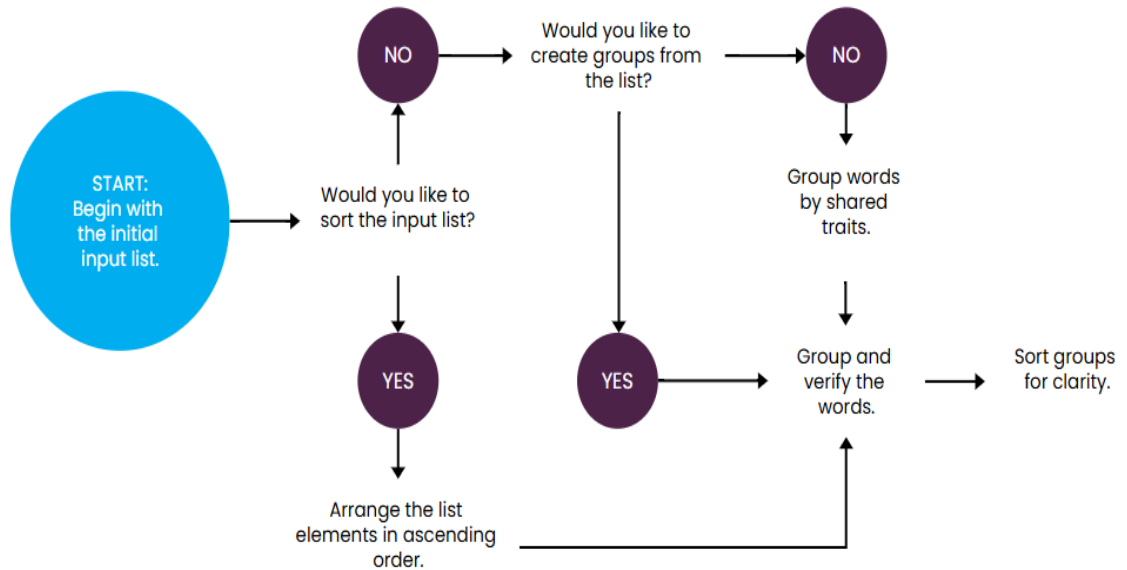 START:
Begin with
the initial
input list.
Would you like to
sort the input list?
NO
Would you like to
create groups from
the list?
NO
Group words
by shared
traits.
YES
Arrange the list
elements in ascending
order.
YES
Group and
verify the
words.
Sort groups
for clarity.